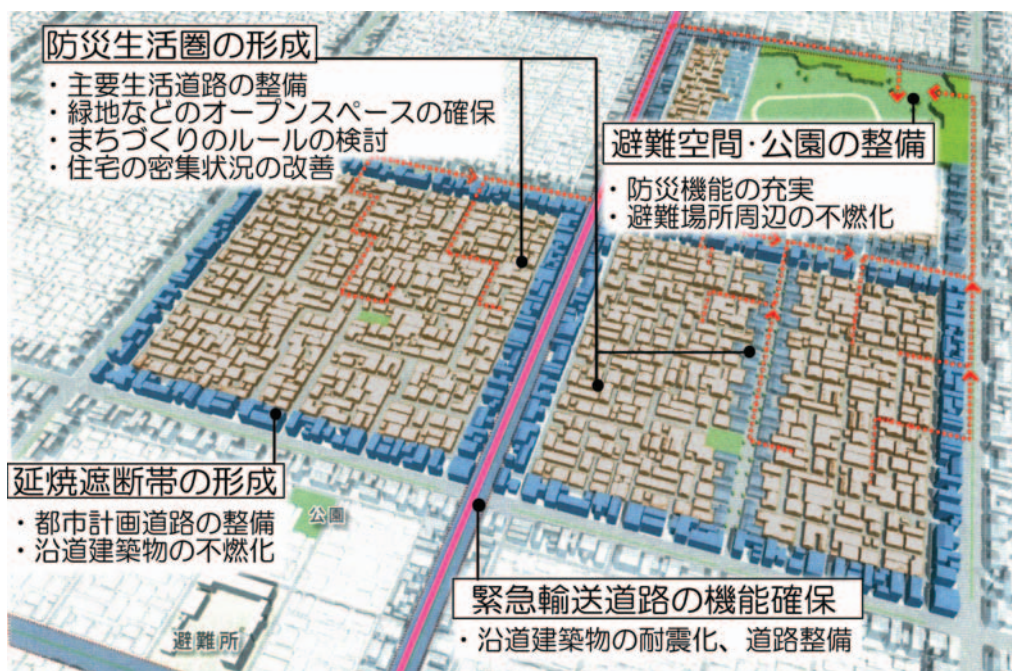 防災生活圏の形成
・主要生活道路の整備
・緑地などのオープンスペースの確保
・まちづくりのルールの検討
・住宅の密集状況の改善
避難空間・公園の整備
・防災機能の充実
・避難場所周辺の不燃化
延焼遮断帯の形成
・都市計画道路の整備
・沿道建築物の不燃化
公園
避難所
緊急輸送道路の機能確保
・沿道建築物の耐震化、道路整備